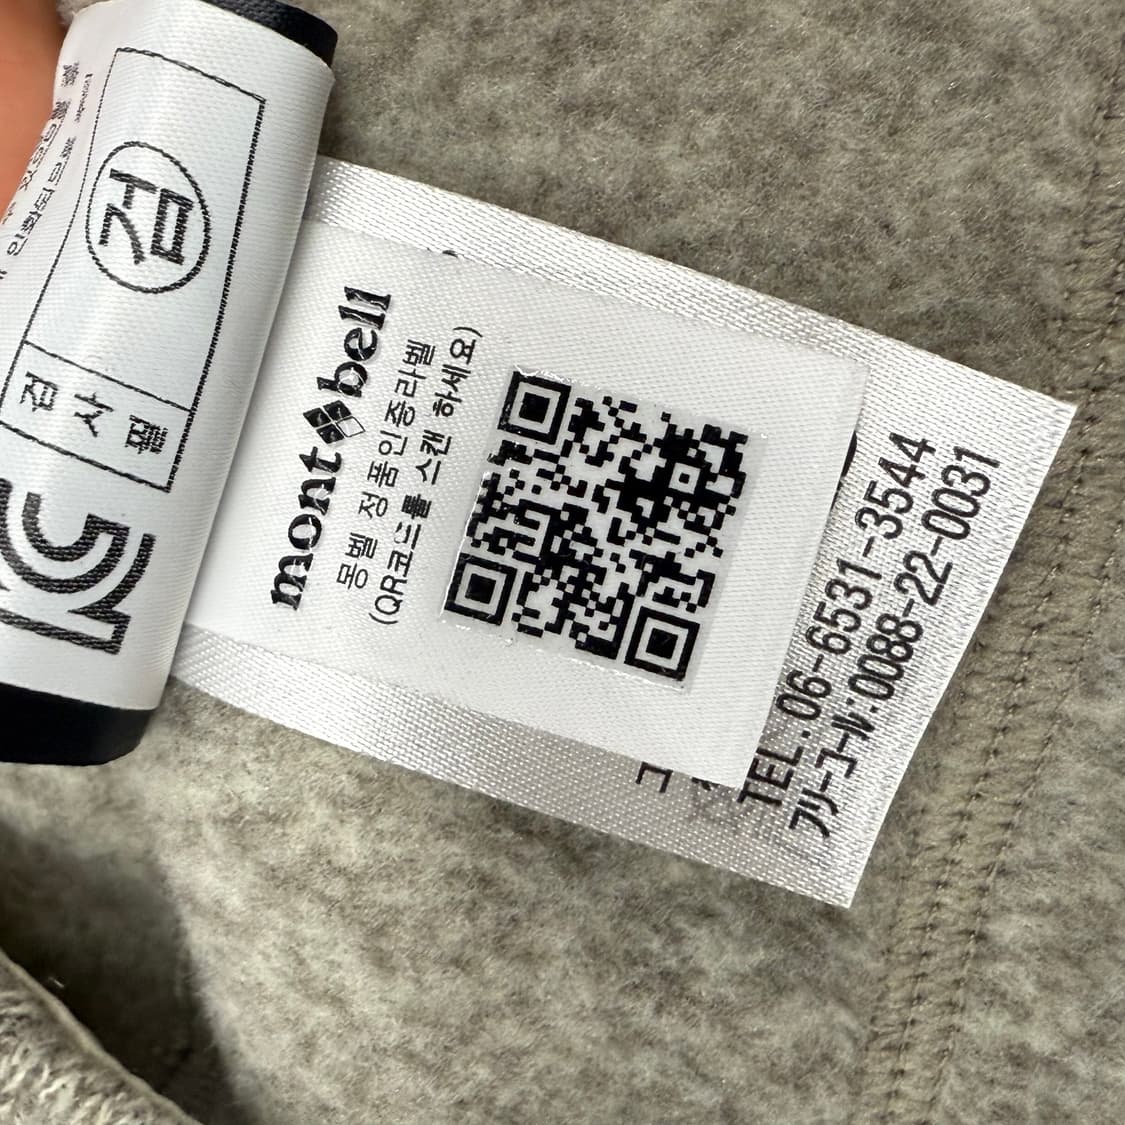 검
검
사
필
mont bell
몽벨 정품인증라벨
(QR코드를 스캔 하세요)
TEL.06-6531-3544
フリーコール:0088-22-0031